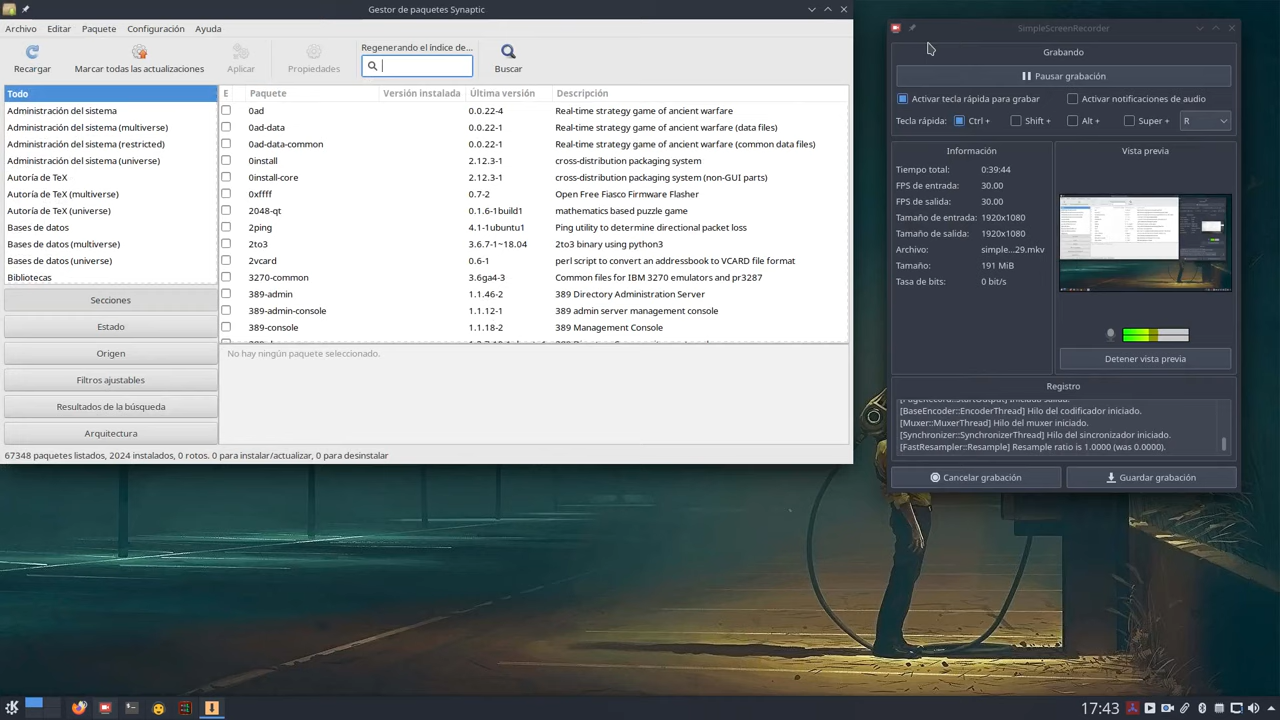 Gestor de paquetes Synaptic
Archivo Editar Paquete Configuración Ayuda
Recargar
Marcar todas las actualizaciones
Aplicar
Propiedades
Regenerando el índice de...
Buscar
Todo
Administración del sistema
Administración del sistema (multiverse)
Administración del sistema (restricted)
Administración del sistema (universe)
Autoría de TeX
Autoría de TeX (multiverse)
Autoría de TeX (universe)
Bases de datos
Bases de datos (multiverse)
Bases de datos (universe)
Bibliotecas
Secciones
Estado
Origen
Filtros ajustables
Resultados de la búsqueda
Arquitectura
E Paquete Versión instalada Última versión Descripción
0ad 0.0.22-4 Real-time strategy game of ancient warfare
0ad-data 0.0.22-1 Real-time strategy game of ancient warfare (data files)
0ad-data-common 0.0.22-1 Real-time strategy game of ancient warfare (common data files)
0install 2.12.3-1 cross-distribution packaging system
0install-core 2.12.3-1 cross-distribution packaging system (non-GUI parts)
0xffff 0.7-2 Open Free Fiasco Firmware Flasher
2048-qt 0.1.6-1build1 mathematics based puzzle game
2ping 4.1-1ubuntu1 Ping utility to determine directional packet loss
2to3 3.6.7-1~18.04 2to3 binary using python3
2vcard 0.6-1 perl script to convert an addressbook to VCARD file format
3270-common 3.6ga4-3 Common files for IBM 3270 emulators and pr3287
389-admin 1.1.46-2 389 Directory Administration Server
389-admin-console 1.1.12-1 389 admin server management console
389-console 1.1.18-2 389 Management Console
No hay ningún paquete seleccionado.
67348 paquetes listados, 2024 instalados, 0 rotos. 0 para instalar/actualizar, 0 para desinstalar
SimpleScreenRecorder
Grabando
Pausar grabación
Activar tecla rápida para grabar Activar notificaciones de audio
Tecla rápida: Ctrl + Shift + Alt + Super + R
Información
Tiempo total: 0:39:44
FPS de entrada: 30.00
FPS de salida: 30.00
Tamaño de entrada: 1920x1080
Tamaño de salida: 1920x1080
Archivo: simple...29.mkv
Tamaño: 191 MiB
Tasa de bits: 0 bit/s
Vista previa
Detener vista previa
Registro
[PageRecord::StartOutput] Iniciada salida.
[BaseEncoder::EncoderThread] Hilo del codificador iniciado.
[Muxer::MuxerThread] Hilo del muxer iniciado.
[Synchronizer::SynchronizerThread] Hilo del sincronizador iniciado.
[FastResampler::Resample] Resample ratio is 1.0000 (was 0.0000).
Cancelar grabación
Guardar grabación
17:43